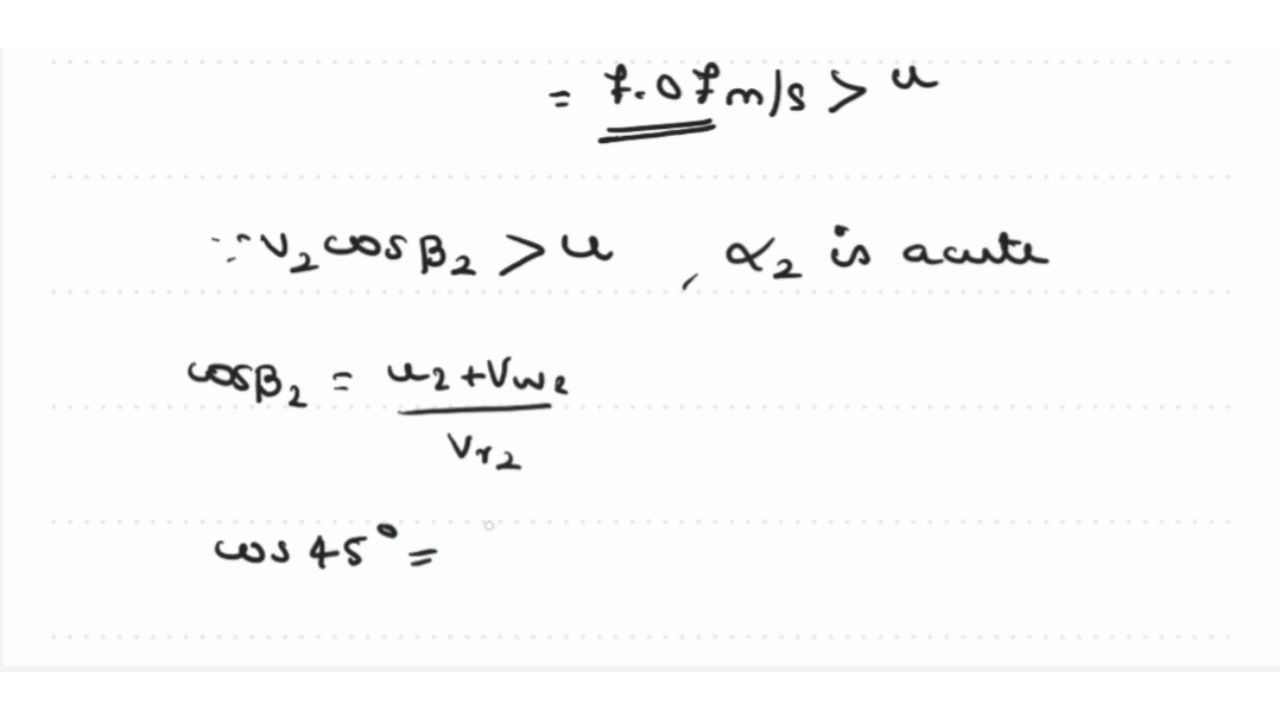 = 7.07 m/s > u
∵ V₂ cos β₂ > u , α₂ is acute
cos β₂ = u₂ + Vw₂
Vr₂
cos 45° =